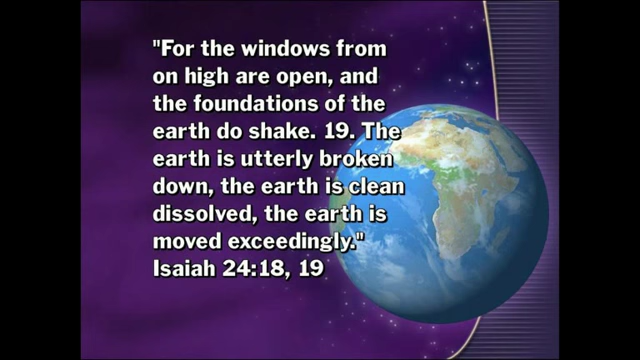 "For the windows from
on high are open, and
the foundations of the
earth do shake. 19. The
earth is utterly broken
down, the earth is clean
dissolved, the earth is
moved exceedingly."
Isaiah 24:18, 19